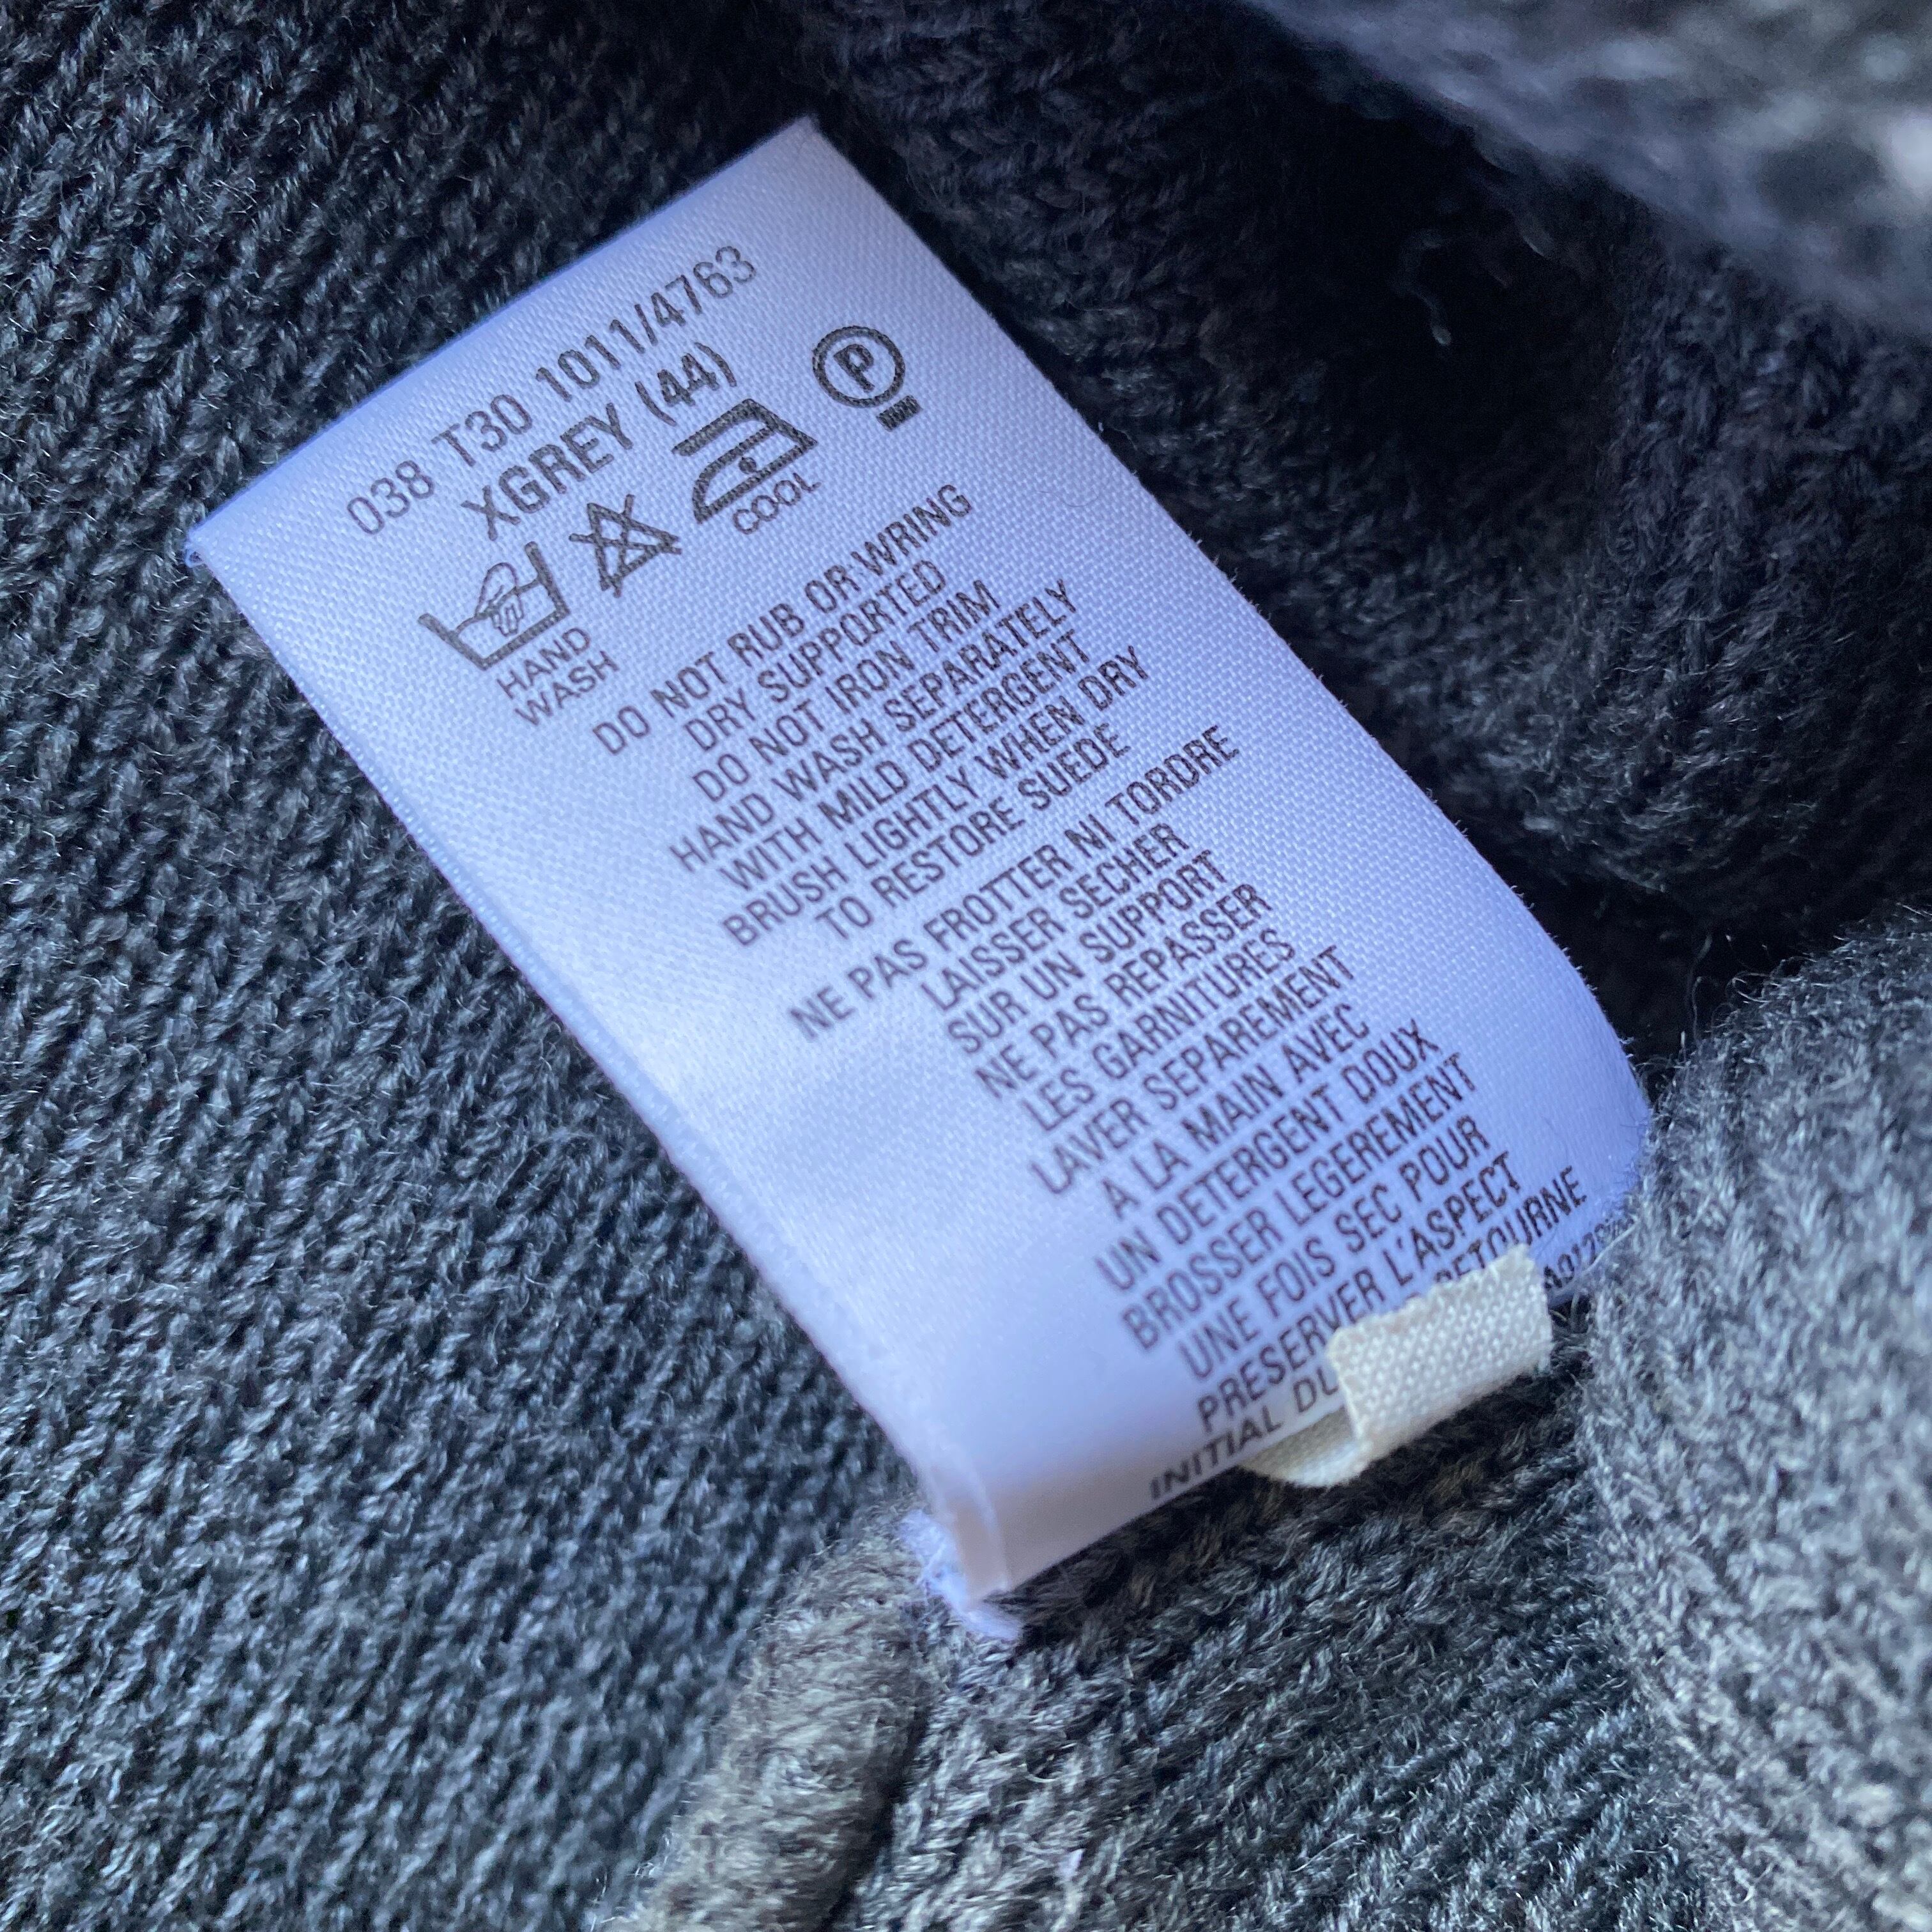 038 T30 1011/4763
XGREY (44)
P
COOL
HAND
WASH
DO NOT RUB OR WRING
DRY SUPPORTED
DO NOT IRON TRIM
HAND WASH SEPARATELY
WITH MILD DETERGENT
BRUSH LIGHTLY WHEN DRY
TO RESTORE SUEDE
NE PAS FROTTER NI TORDRE
LAISSER SECHER
SUR UN SUPPORT
NE PAS REPASSER
LES GARNITURES
LAVER SEPAREMENT
A LA MAIN AVEC
UN DETERGENT DOUX
BROSSER LEGEREMENT
UNE FOIS SEC POUR
PRESERVER L'ASPECT
INITIAL DU